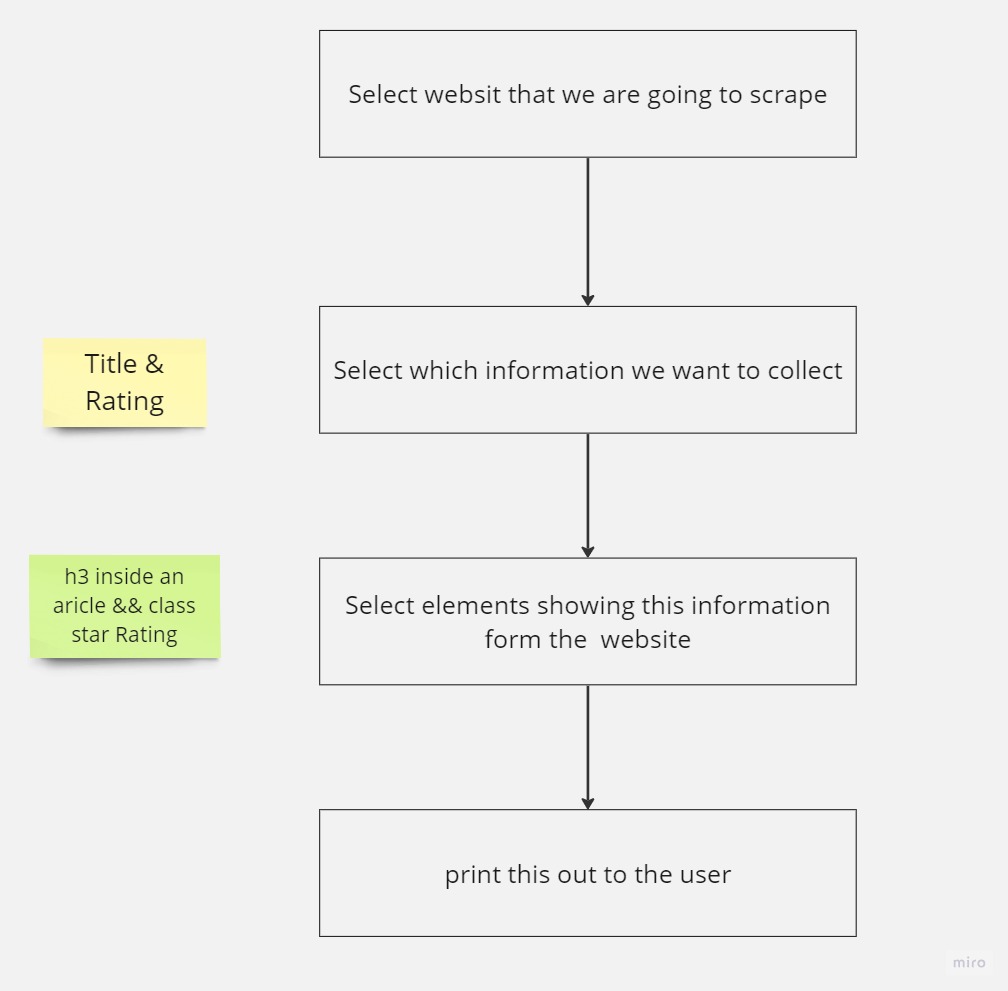 Select websit that we are going to scrape
Select which information we want to collect
Title &
Rating
h3 inside an
aricle && class
star Rating
Select elements showing this information
form the  website
print this out to the user
miro